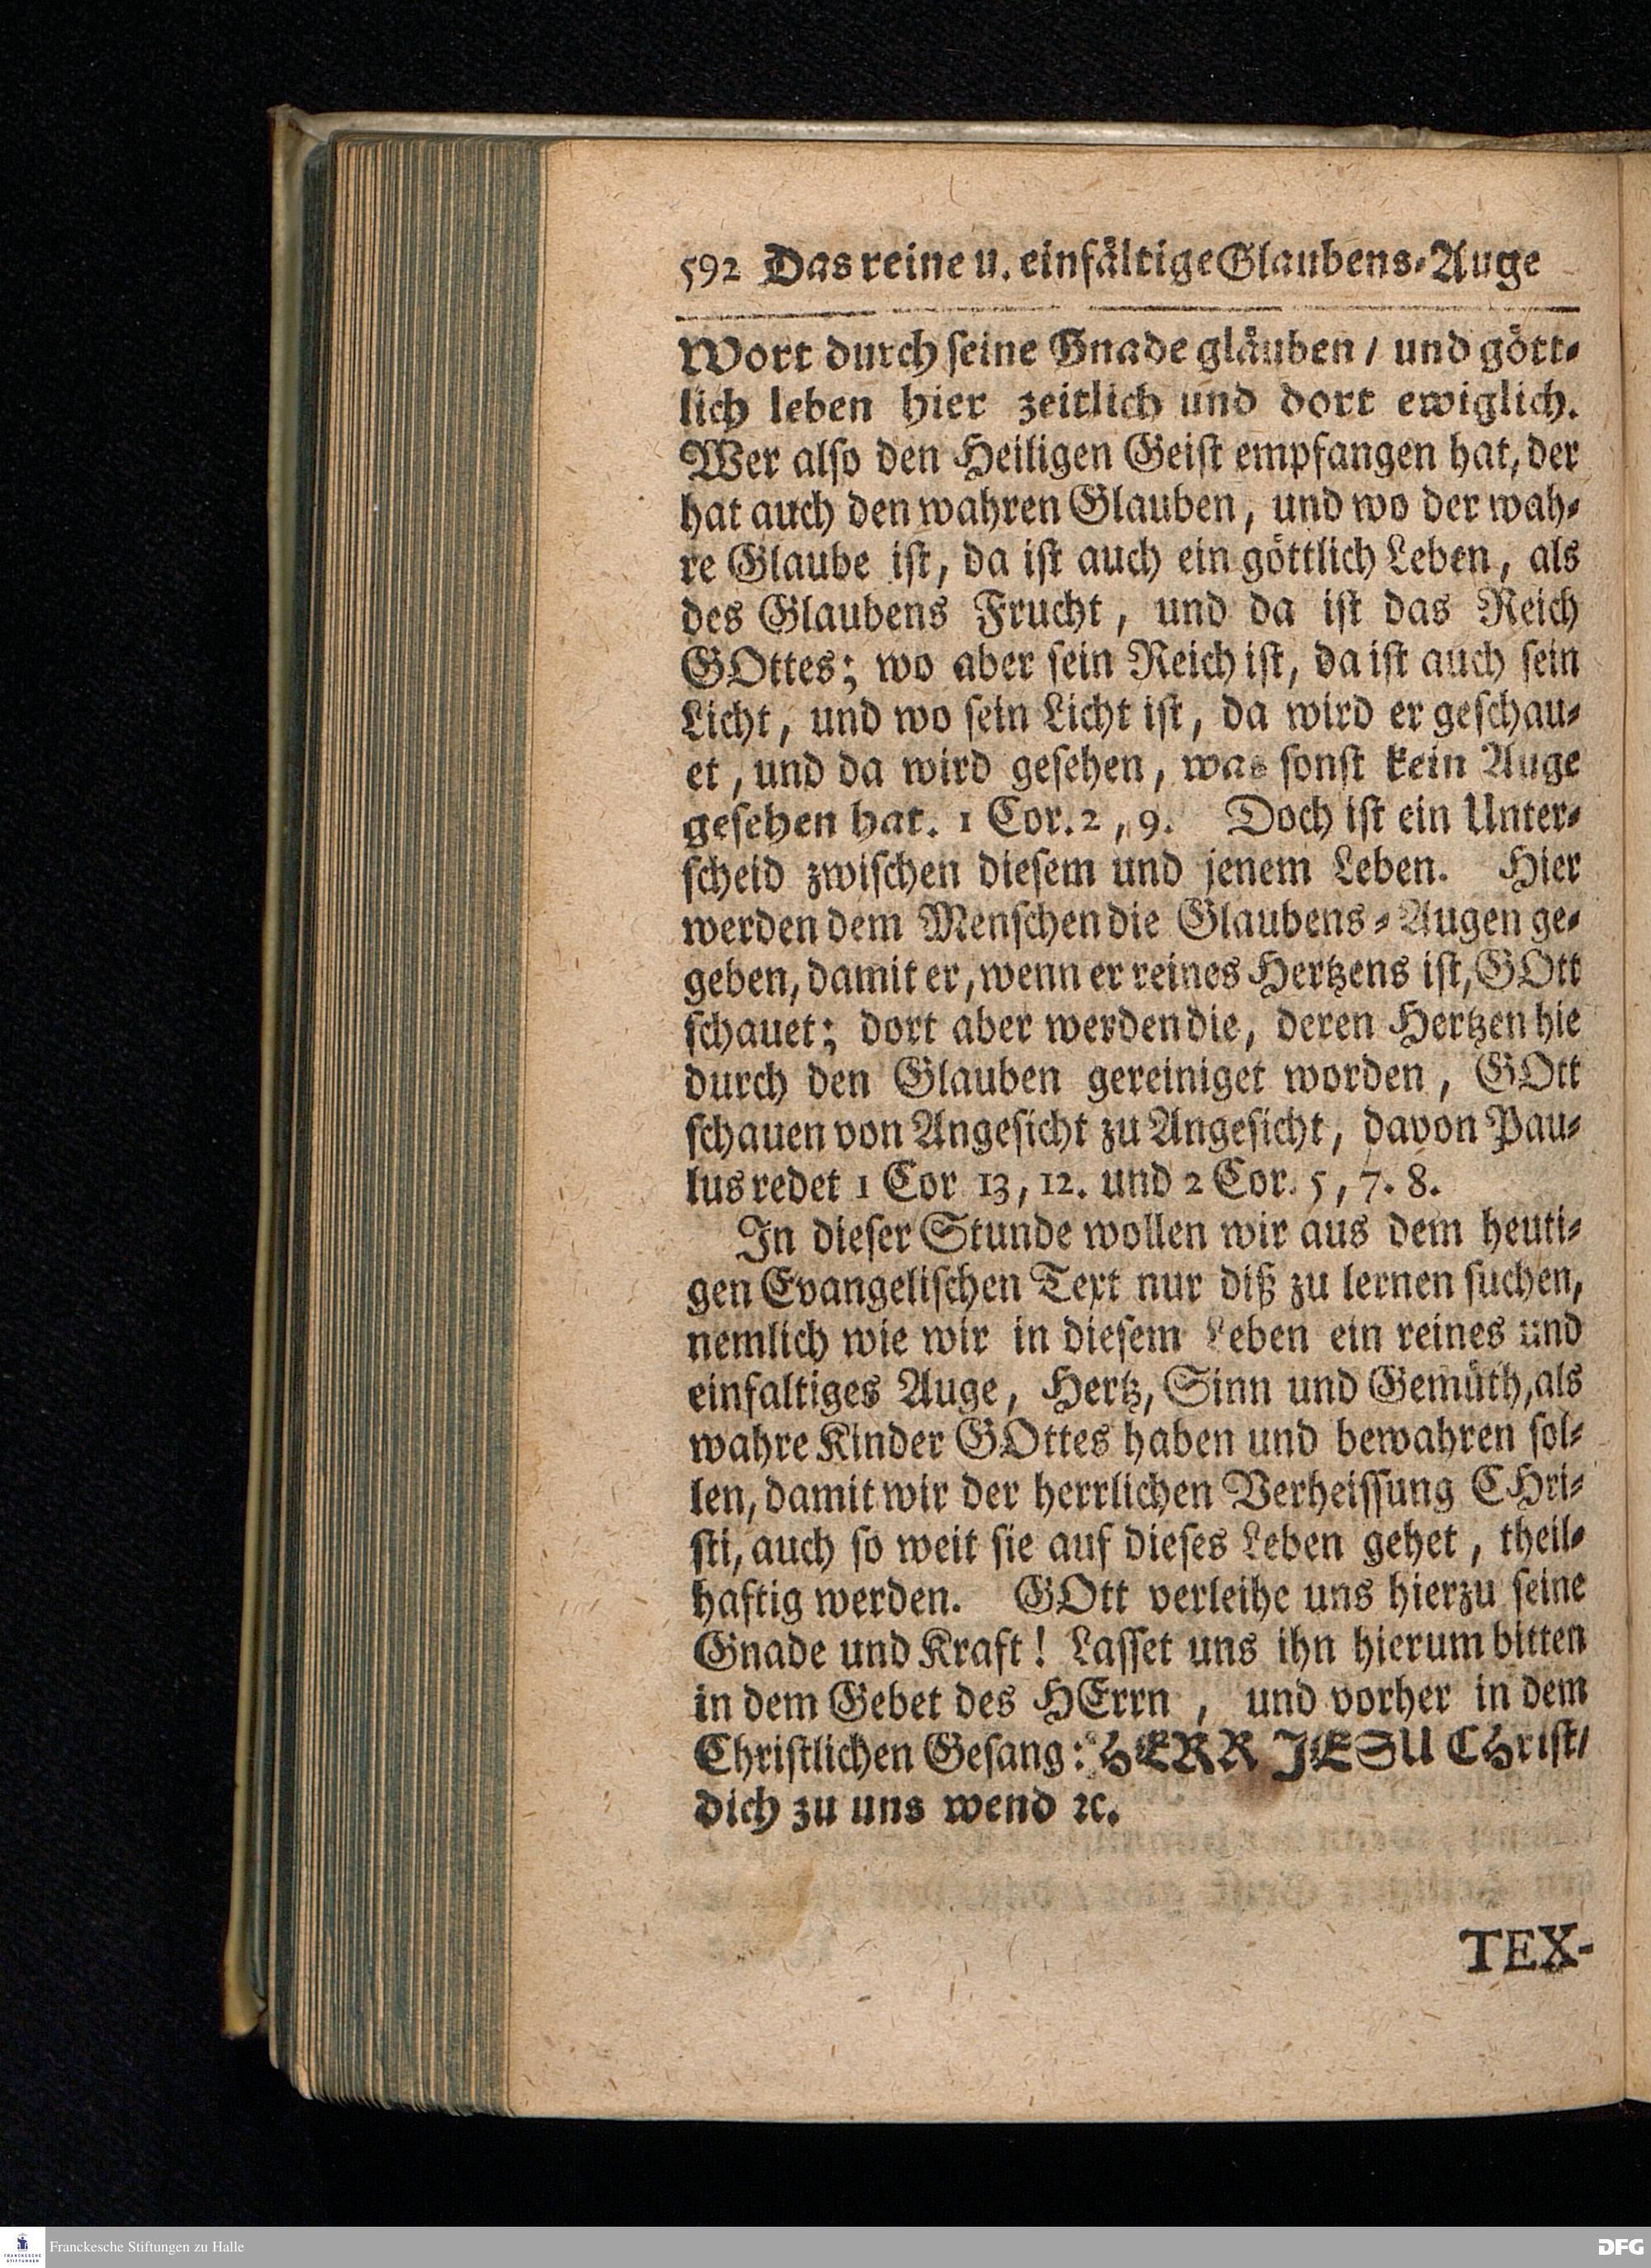 592 Das reine u. einfältige Glaubens-Auge
Wort durch seine Gnade gläuben / und gött-
lich leben hier zeitlich und dort ewiglich.
Wer also den Heiligen Geist empfangen hat, der
hat auch den wahren Glauben, und wo der wah-
re Glaube ist, da ist auch ein göttlich Leben, als
des Glaubens Frucht, und da ist das Reich
GOttes; wo aber sein Reich ist, da ist auch sein
Licht, und wo sein Licht ist, da wird er geschau-
et, und da wird gesehen, was sonst kein Auge
gesehen hat. 1 Cor. 2, 9. Doch ist ein Unter-
scheid zwischen diesem und jenem Leben. Hier
werden dem Menschen die Glaubens-Augen ge-
geben, damit er, wenn er reines Hertzens ist, GOtt
schauet; dort aber werden die, deren Hertzen hie
durch den Glauben gereiniget worden, GOtt
schauen von Angesicht zu Angesicht, davon Pau-
lus redet 1 Cor 13, 12. und 2 Cor. 5, 7. 8.
In dieser Stunde wollen wir aus dem heuti-
gen Evangelischen Text nur diß zu lernen suchen,
nemlich wie wir in diesem Leben ein reines und
einfaltiges Auge, Hertz, Sinn und Gemüth, als
wahre Kinder GOttes haben und bewahren sol-
len, damit wir der herrlichen Verheissung CHri-
sti, auch so weit sie auf dieses Leben gehet, theil-
haftig werden. GOtt verleihe uns hierzu seine
Gnade und Kraft! Lasset uns ihn hierum bitten
in dem Gebet des HErrn, und vorher in dem
Christlichen Gesang: HERR JESU CHrist/
dich zu uns wend ꝛc.
TEX-
FRANCKESCHE STIFTUNGEN
Franckesche Stiftungen zu Halle
DFG